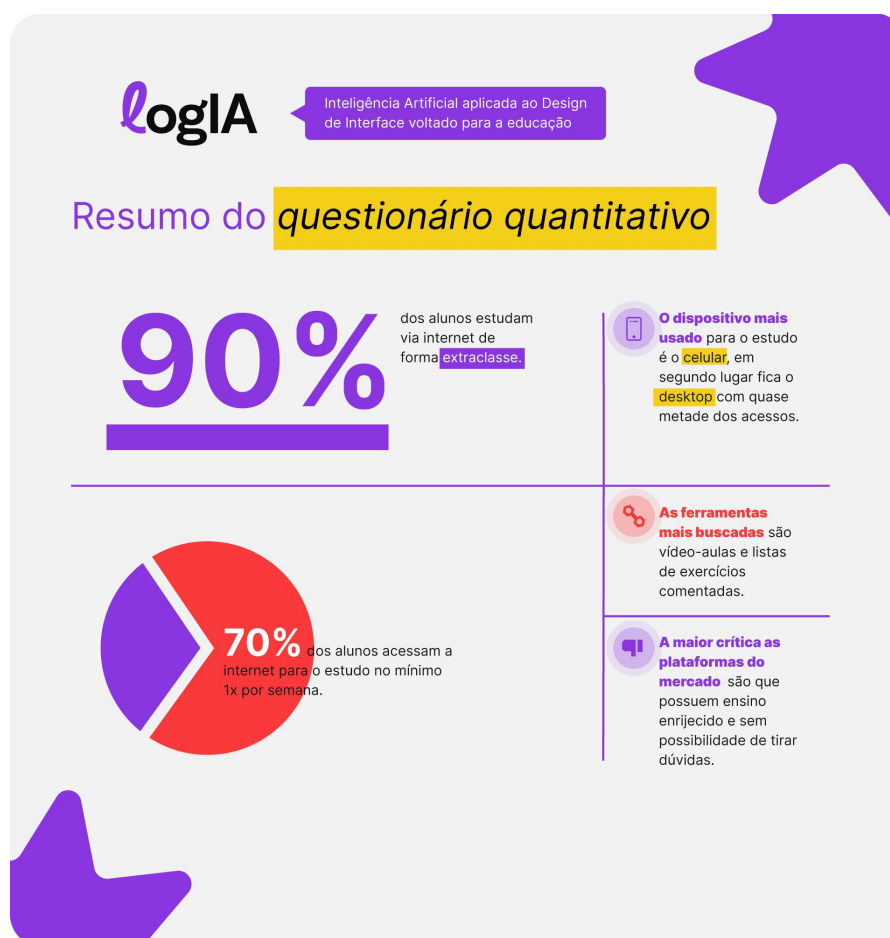 logIA
Inteligência Artificial aplicada ao Design
de Interface voltado para a educação
Resumo do questionário quantitativo
90%
dos alunos estudam
via internet de
forma extraclasse.
O dispositivo mais
usado para o estudo
é o celular, em
segundo lugar fica o
desktop com quase
metade dos acessos.
As ferramentas
mais buscadas são
vídeo-aulas e listas
de exercícios
comentadas.
70% dos alunos acessam a
internet para o estudo no mínimo
1x por semana.
A maior crítica as
plataformas do
mercado são que
possuem ensino
enrijecido e sem
possibilidade de tirar
dúvidas.